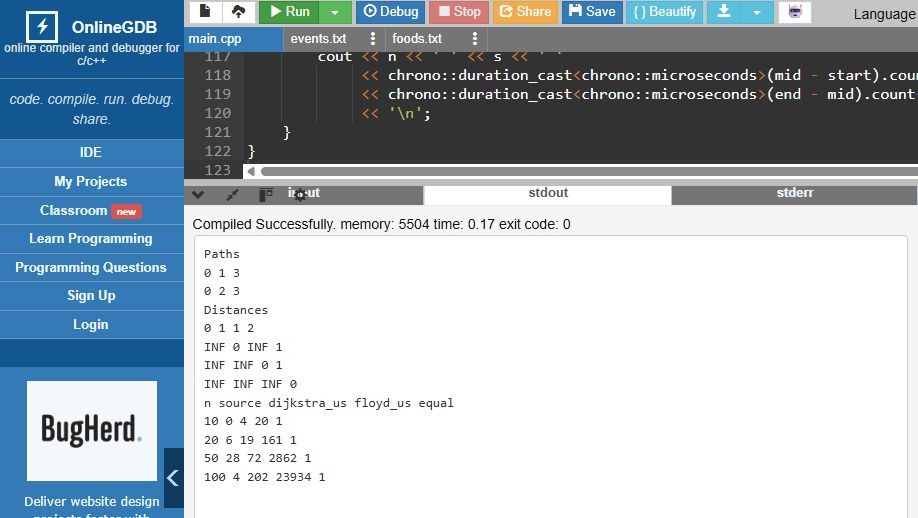 OnlineGDB
online compiler and debugger for
c/c++
code. compile. run. debug.
share.
IDE
My Projects
Classroom new
Learn Programming
Programming Questions
Sign Up
Login
BugHerd.
Deliver website design
projects faster with
Run
Debug
Stop
Share
Save
{ } Beautify
Language
main.cpp
events.txt
foods.txt
117 cout << n << ' ' << s << ' '
118 << chrono::duration_cast<chrono::microseconds>(mid - start).coun
119 << chrono::duration_cast<chrono::microseconds>(end - mid).count
120 << '\n';
121 }
122 }
123
input
stdout
stderr
Compiled Successfully. memory: 5504 time: 0.17 exit code: 0
Paths
0 1 3
0 2 3
Distances
0 1 1 2
INF 0 INF 1
INF INF 0 1
INF INF INF 0
n source dijkstra_us floyd_us equal
10 0 4 20 1
20 6 19 161 1
50 28 72 2862 1
100 4 202 23934 1